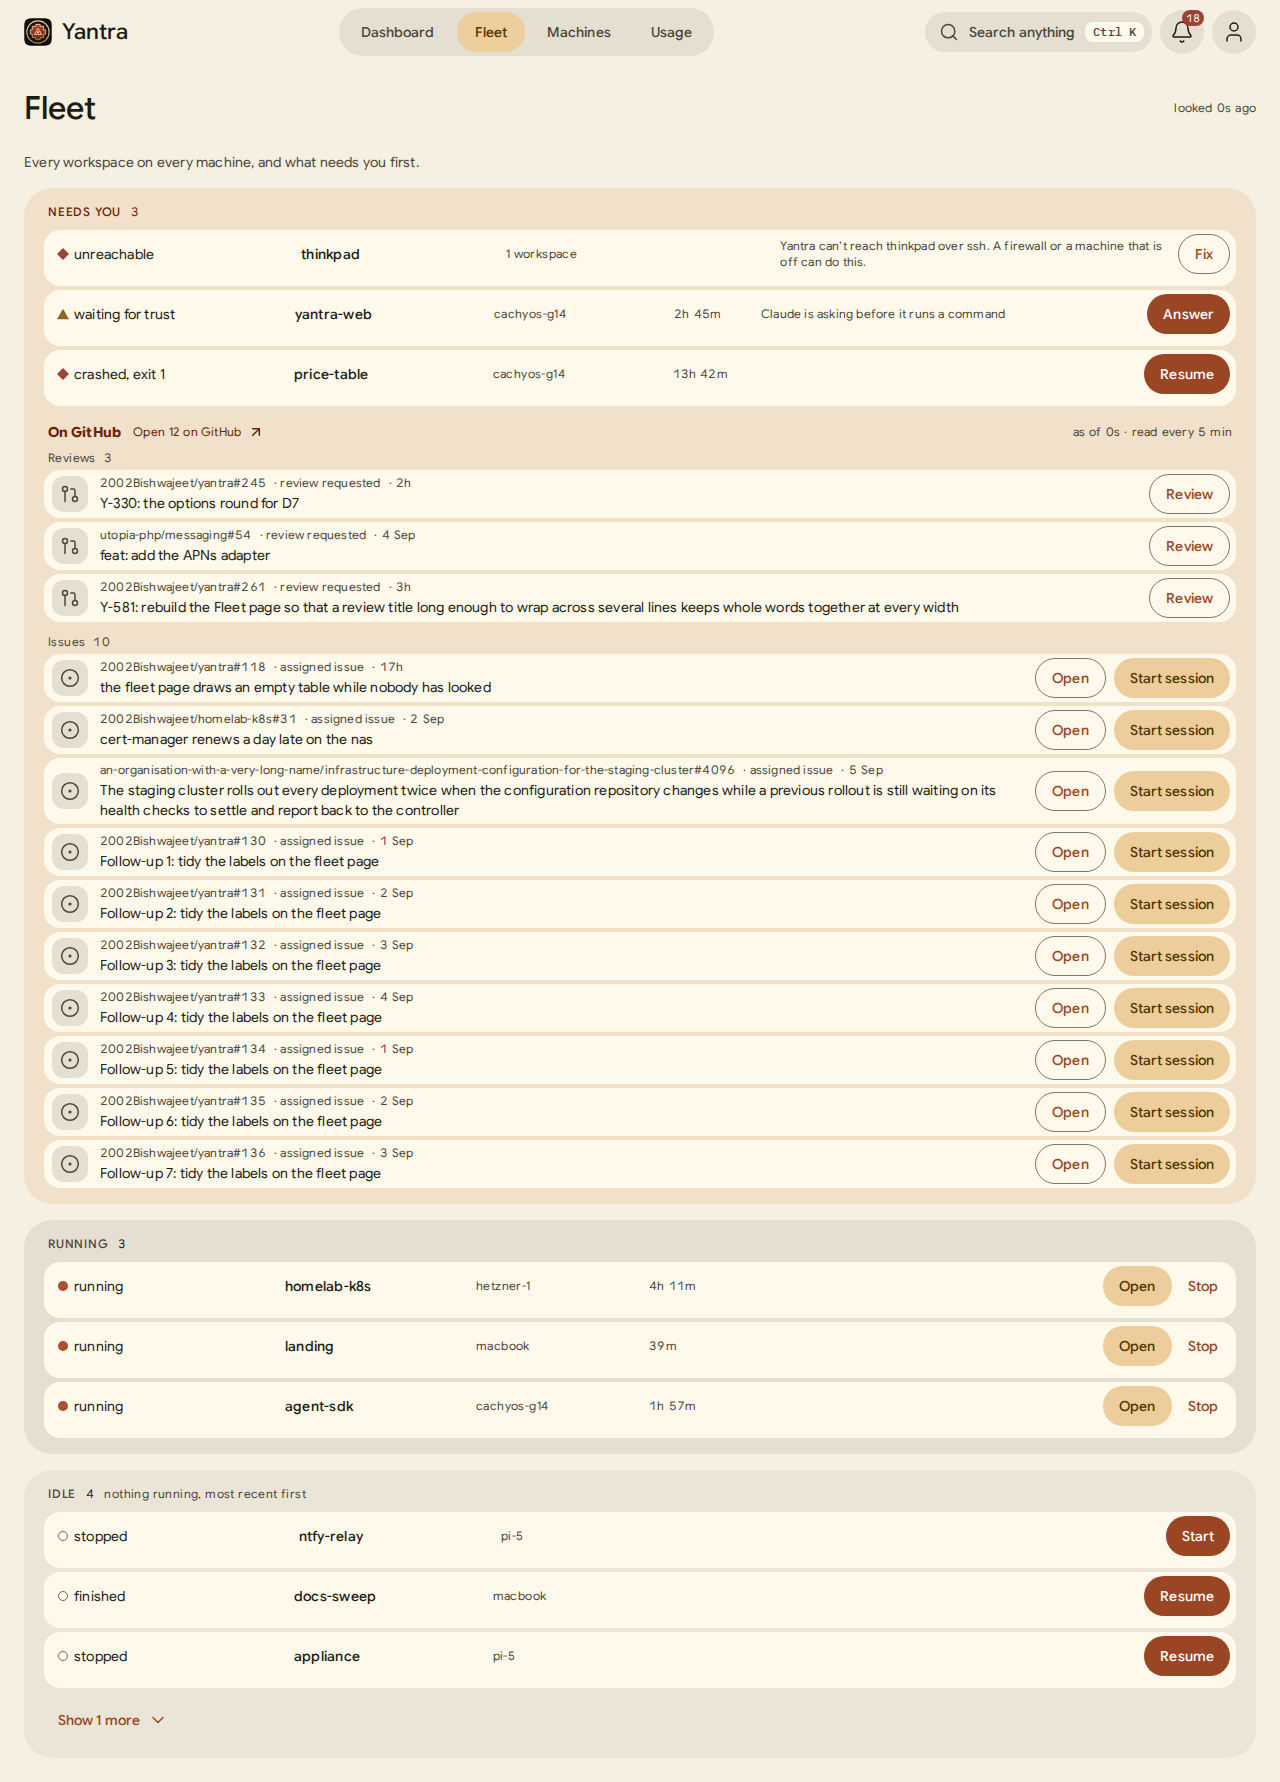 Yantra
Dashboard
Fleet
Machines
Usage
Search anything
Ctrl K
18
Fleet
looked 0s ago
Every workspace on every machine, and what needs you first.
NEEDS YOU 3
unreachable
thinkpad
1 workspace
Yantra can't reach thinkpad over ssh. A firewall or a machine that is
off can do this.
Fix
waiting for trust
yantra-web
cachyos-g14
2h 45m
Claude is asking before it runs a command
Answer
crashed, exit 1
price-table
cachyos-g14
13h 42m
Resume
On GitHub
Open 12 on GitHub
as of 0s · read every 5 min
Reviews 3
2002Bishwajeet/yantra#245 · review requested · 2h
Y-330: the options round for D7
Review
utopia-php/messaging#54 · review requested · 4 Sep
feat: add the APNs adapter
Review
2002Bishwajeet/yantra#261 · review requested · 3h
Y-581: rebuild the Fleet page so that a review title long enough to wrap across several lines keeps whole words together at every width
Review
Issues 10
2002Bishwajeet/yantra#118 · assigned issue · 17h
the fleet page draws an empty table while nobody has looked
Open
Start session
2002Bishwajeet/homelab-k8s#31 · assigned issue · 2 Sep
cert-manager renews a day late on the nas
Open
Start session
an-organisation-with-a-very-long-name/infrastructure-deployment-configuration-for-the-staging-cluster#4096 · assigned issue · 5 Sep
The staging cluster rolls out every deployment twice when the configuration repository changes while a previous rollout is still waiting on its
health checks to settle and report back to the controller
Open
Start session
2002Bishwajeet/yantra#130 · assigned issue · 1 Sep
Follow-up 1: tidy the labels on the fleet page
Open
Start session
2002Bishwajeet/yantra#131 · assigned issue · 2 Sep
Follow-up 2: tidy the labels on the fleet page
Open
Start session
2002Bishwajeet/yantra#132 · assigned issue · 3 Sep
Follow-up 3: tidy the labels on the fleet page
Open
Start session
2002Bishwajeet/yantra#133 · assigned issue · 4 Sep
Follow-up 4: tidy the labels on the fleet page
Open
Start session
2002Bishwajeet/yantra#134 · assigned issue · 1 Sep
Follow-up 5: tidy the labels on the fleet page
Open
Start session
2002Bishwajeet/yantra#135 · assigned issue · 2 Sep
Follow-up 6: tidy the labels on the fleet page
Open
Start session
2002Bishwajeet/yantra#136 · assigned issue · 3 Sep
Follow-up 7: tidy the labels on the fleet page
Open
Start session
RUNNING 3
running
homelab-k8s
hetzner-1
4h 11m
Open
Stop
running
landing
macbook
39m
Open
Stop
running
agent-sdk
cachyos-g14
1h 57m
Open
Stop
IDLE 4 nothing running, most recent first
stopped
ntfy-relay
pi-5
Start
finished
docs-sweep
macbook
Resume
stopped
appliance
pi-5
Resume
Show 1 more